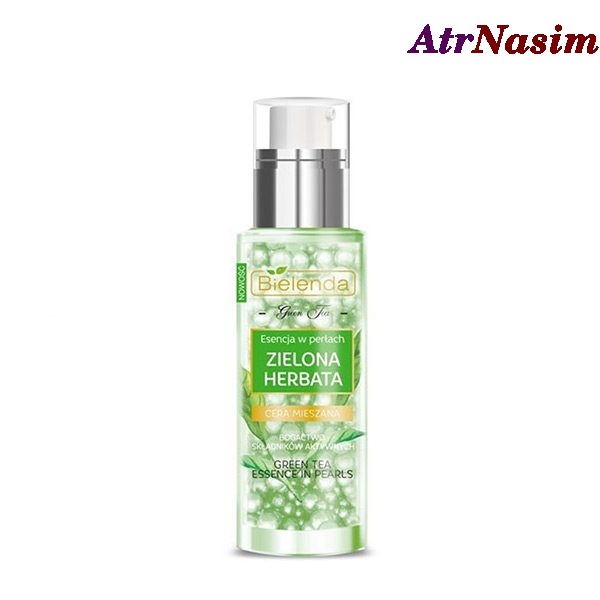 AtrNasim
NOWOŚĆ
Bielenda
Green Tea
Esencja w perłach
ZIELONA
HERBATA
CERA MIESZANA
BOGACTWO
SKŁADNIKÓW AKTYWNYCH
GREEN TEA
ESSENCE IN PEARLS